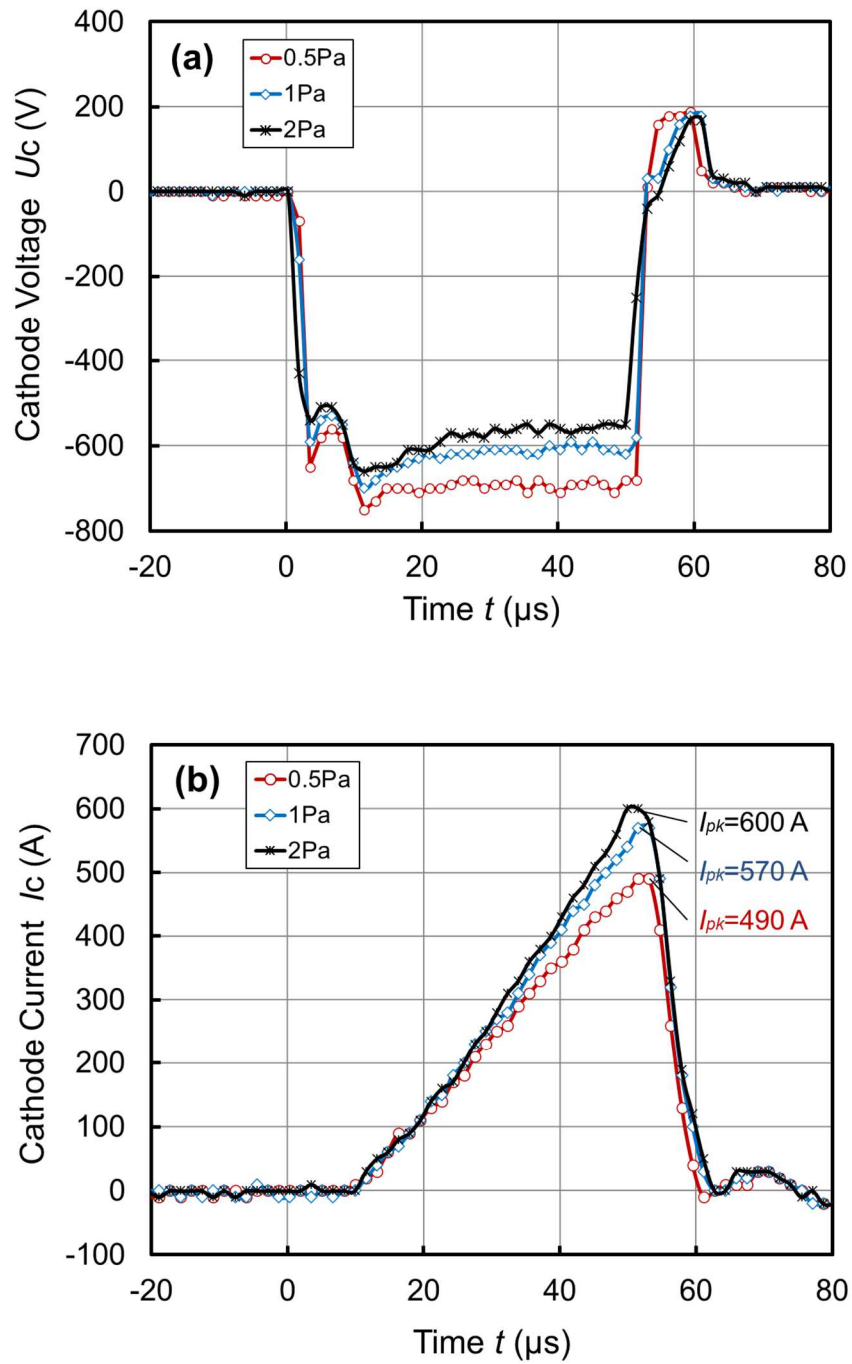 400
200
0
-200
-400
-600
-800
Cathode Voltage Uc (V)
(a)
0.5Pa
1Pa
2Pa
-20 0 20 40 60 80
Time t (μs)
700
600
500
400
300
200
100
0
-100
Cathode Current Ic (A)
(b)
0.5Pa
1Pa
2Pa
Ipk=600 A
Ipk=570 A
Ipk=490 A
-20 0 20 40 60 80
Time t (μs)